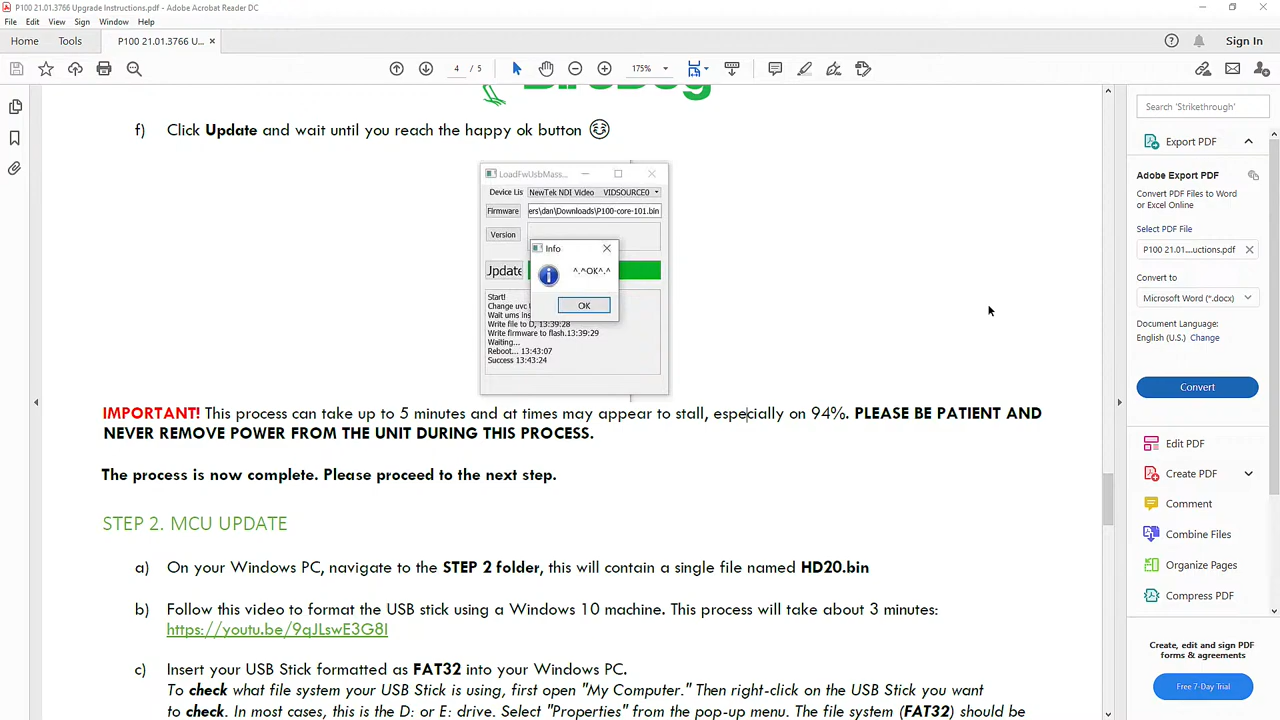 P100 21.01.3766 Upgrade Instructions.pdf - Adobe Acrobat Reader DC
File Edit View Sign Window Help
Home Tools P100 21.01.3766 U... × Sign In
4 / 5 175%
f) Click Update and wait until you reach the happy ok button
LoadFwUsbMass...
Device Lis NewTek NDI Video VIDSOURCE0
Firmware ers\dan\Downloads\P100-core-101.bin
Version
Info
Jpdate
^.^OK^.^
OK
Start!
Change uvc
Wait ums ins
Write file to D, 13:39:28
Write firmware to flash.13:39:29
Waiting...
Reboot... 13:43:07
Success 13:43:24
IMPORTANT! This process can take up to 5 minutes and at times may appear to stall, especially on 94%. PLEASE BE PATIENT AND
NEVER REMOVE POWER FROM THE UNIT DURING THIS PROCESS.
The process is now complete. Please proceed to the next step.
STEP 2. MCU UPDATE
a) On your Windows PC, navigate to the STEP 2 folder, this will contain a single file named HD20.bin
b) Follow this video to format the USB stick using a Windows 10 machine. This process will take about 3 minutes:
https://youtu.be/9qJLswE3G8I
c) Insert your USB Stick formatted as FAT32 into your Windows PC.
To check what file system your USB Stick is using, first open "My Computer." Then right-click on the USB Stick you want
to check. In most cases, this is the D: or E: drive. Select "Properties" from the pop-up menu. The file system (FAT32) should be
Search 'Strikethrough'
Export PDF
Adobe Export PDF
Convert PDF Files to Word
or Excel Online
Select PDF File
P100 21.01...uctions.pdf
Convert to
Microsoft Word (*.docx)
Document Language:
English (U.S.) Change
Convert
Edit PDF
Create PDF
Comment
Combine Files
Organize Pages
Compress PDF
Create, edit and sign PDF
forms & agreements
Free 7-Day Trial